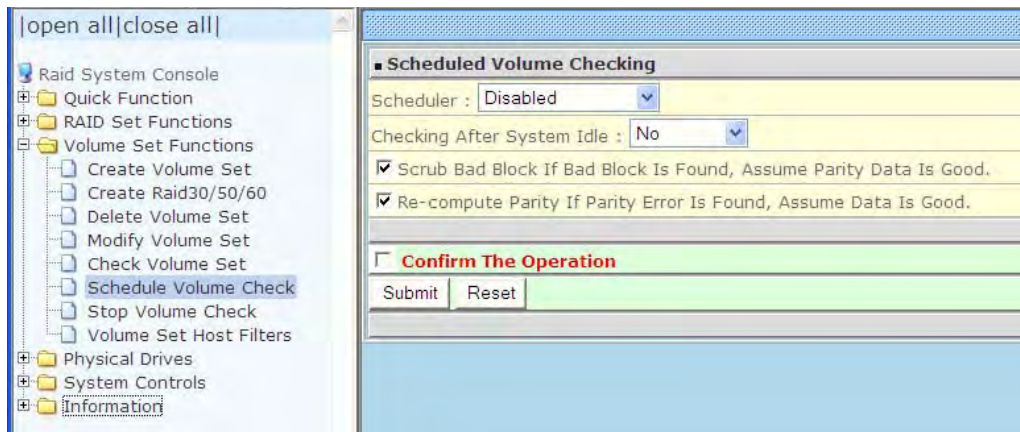 |open all|close all|
Raid System Console
Quick Function
RAID Set Functions
Volume Set Functions
Create Volume Set
Create Raid30/50/60
Delete Volume Set
Modify Volume Set
Check Volume Set
Schedule Volume Check
Stop Volume Check
Volume Set Host Filters
Physical Drives
System Controls
Information
Scheduled Volume Checking
Scheduler : Disabled
Checking After System Idle : No
Scrub Bad Block If Bad Block Is Found, Assume Parity Data Is Good.
Re-compute Parity If Parity Error Is Found, Assume Data Is Good.
Confirm The Operation
Submit Reset